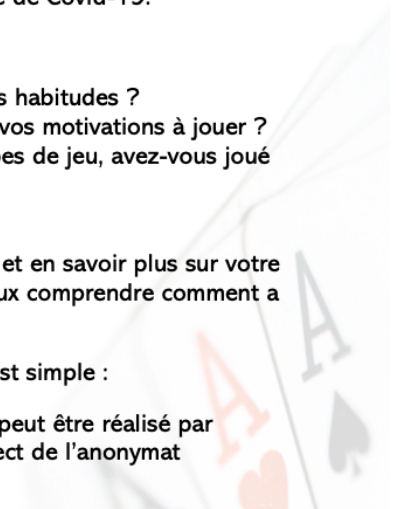 de Covid-19.
s habitudes ?
vos motivations à jouer ?
es de jeu, avez-vous joué
et en savoir plus sur votre
ux comprendre comment a
st simple :
peut être réalisé par
ect de l’anonymat
A
A